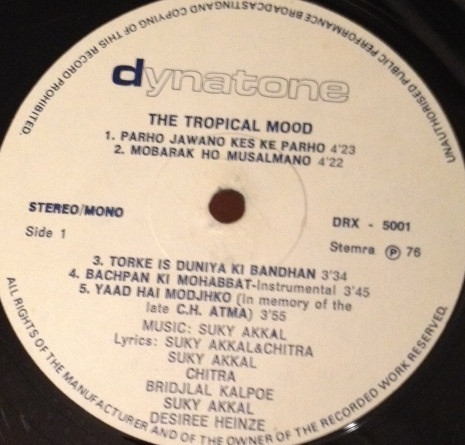 UNAUTHORISED PUBLIC PERFORMANCE BROADCASTING AND COPYING OF THIS RECORD PROHIBITED.
dynatone
THE TROPICAL MOOD
1. PARHO JAWANO KES KE PARHO 4'23
2. MOBARAK HO MUSALMANO 4'22
STEREO/MONO
DRX - 5001
Side 1
Stemra Ⓟ 76
3. TORKE IS DUNIYA KI BANDHAN 3'34
4. BACHPAN KI MOHABBAT-Instrumental 3'45
5. YAAD HAI MODJHKO (In memory of the
late C.H. ATMA) 3'55
MUSIC: SUKY AKKAL
Lyrics: SUKY AKKAL&CHITRA
SUKY AKKAL
CHITRA
BRIDJLAL KALPOE
SUKY AKKAL
DESIREE HEINZE
ALL RIGHTS OF THE MANUFACTURER AND OF THE OWNER OF THE RECORDED WORK RESERVED.